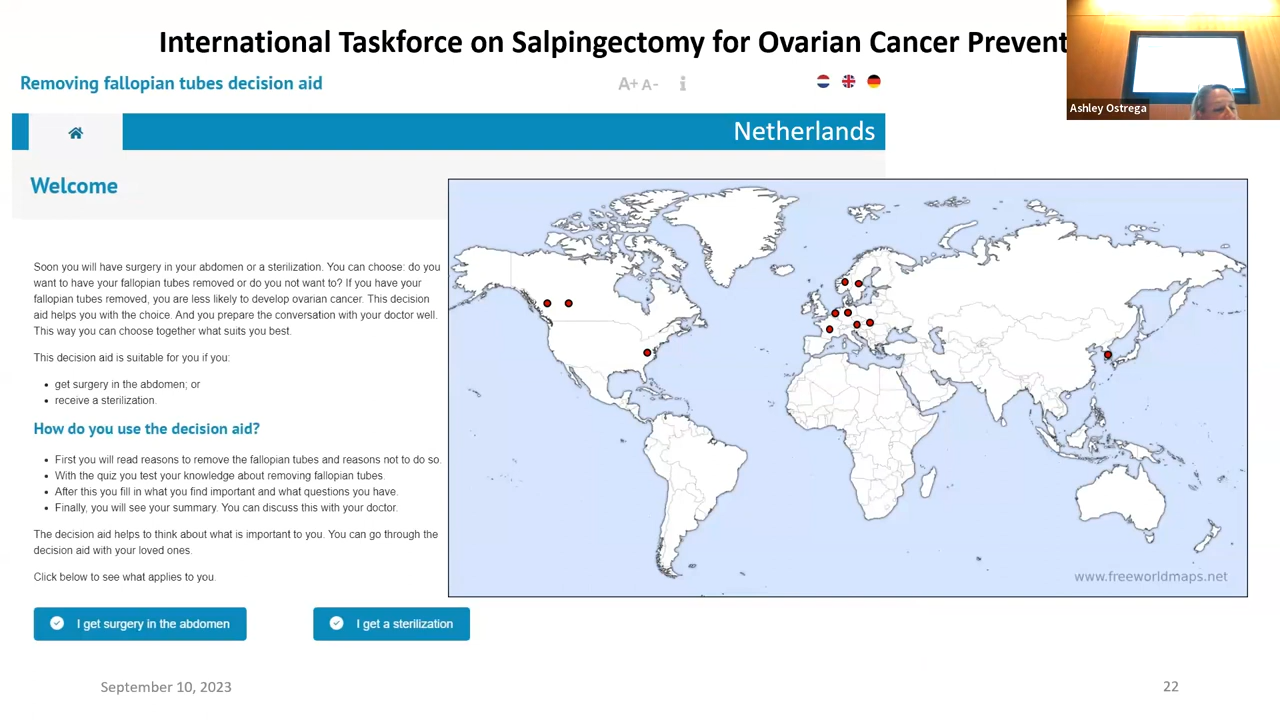 International Taskforce on Salpingectomy for Ovarian Cancer Prevent
Ashley Ostrega
Removing fallopian tubes decision aid
A+ A-
Netherlands
Welcome
Soon you will have surgery in your abdomen or a sterilization. You can choose: do you
want to have your fallopian tubes removed or do you not want to? If you have your
fallopian tubes removed, you are less likely to develop ovarian cancer. This decision
aid helps you with the choice. And you prepare the conversation with your doctor well.
This way you can choose together what suits you best.
This decision aid is suitable for you if you:
• get surgery in the abdomen; or
• receive a sterilization.
How do you use the decision aid?
• First you will read reasons to remove the fallopian tubes and reasons not to do so.
• With the quiz you test your knowledge about removing fallopian tubes.
• After this you fill in what you find important and what questions you have.
• Finally, you will see your summary. You can discuss this with your doctor.
The decision aid helps to think about what is important to you. You can go through the
decision aid with your loved ones.
Click below to see what applies to you.
www.freeworldmaps.net
I get surgery in the abdomen
I get a sterilization
September 10, 2023
22